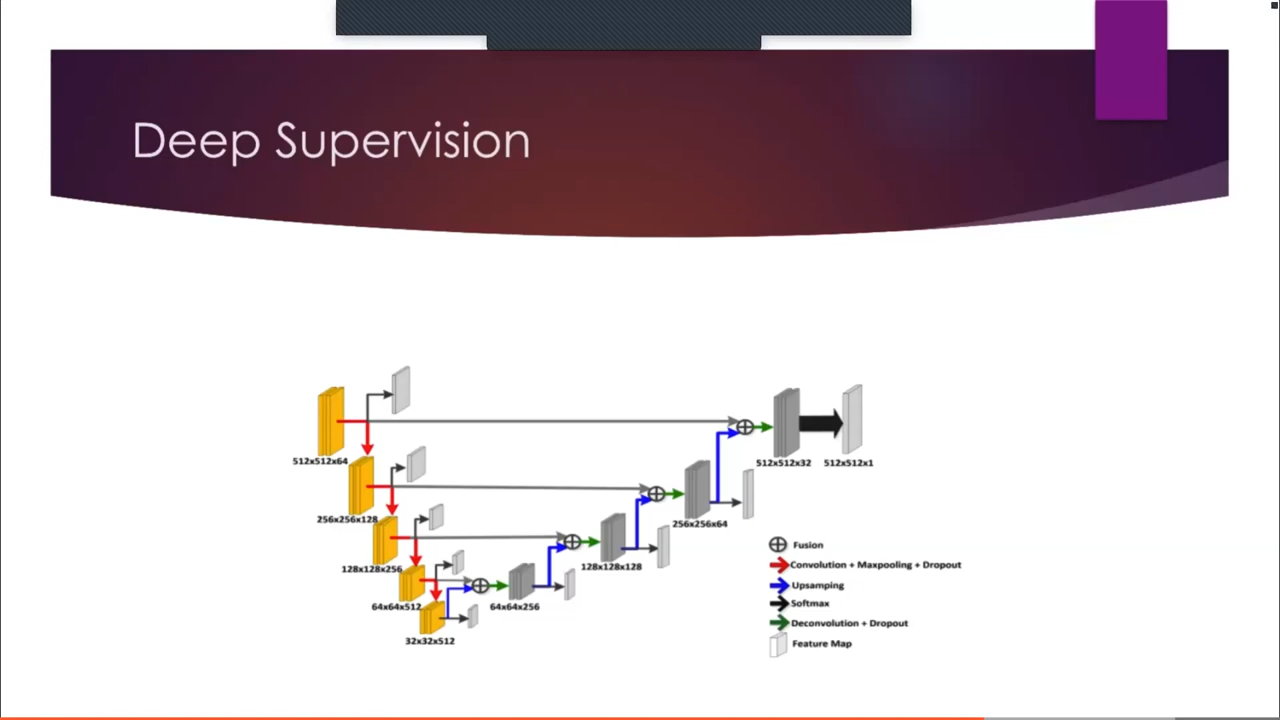 Deep Supervision
512x512x64
512x512x32
512x512x1
256x256x128
256x256x64
128x128x256
128x128x128
64x64x512
64x64x256
32x32x512
Fusion
Convolution + Maxpooling + Dropout
Upsamping
Softmax
Deconvolution + Dropout
Feature Map